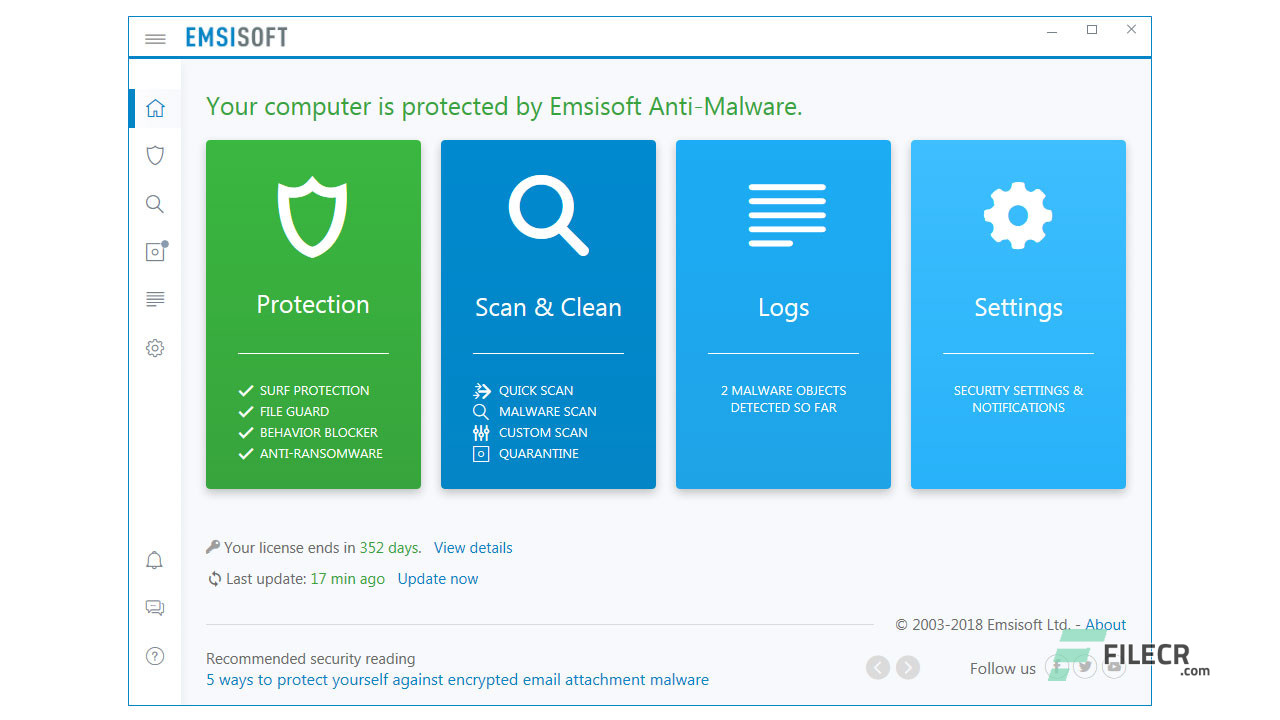 EMSISOFT
Your computer is protected by Emsisoft Anti-Malware.
Protection
SURF PROTECTION
FILE GUARD
BEHAVIOR BLOCKER
ANTI-RANSOMWARE
Scan & Clean
QUICK SCAN
MALWARE SCAN
CUSTOM SCAN
QUARANTINE
Logs
2 MALWARE OBJECTS
DETECTED SO FAR
Settings
SECURITY SETTINGS &
NOTIFICATIONS
Your license ends in 352 days. View details
Last update: 17 min ago Update now
© 2003-2018 Emsisoft Ltd. - About
Recommended security reading
5 ways to protect yourself against encrypted email attachment malware
Follow us
FILECR
.com